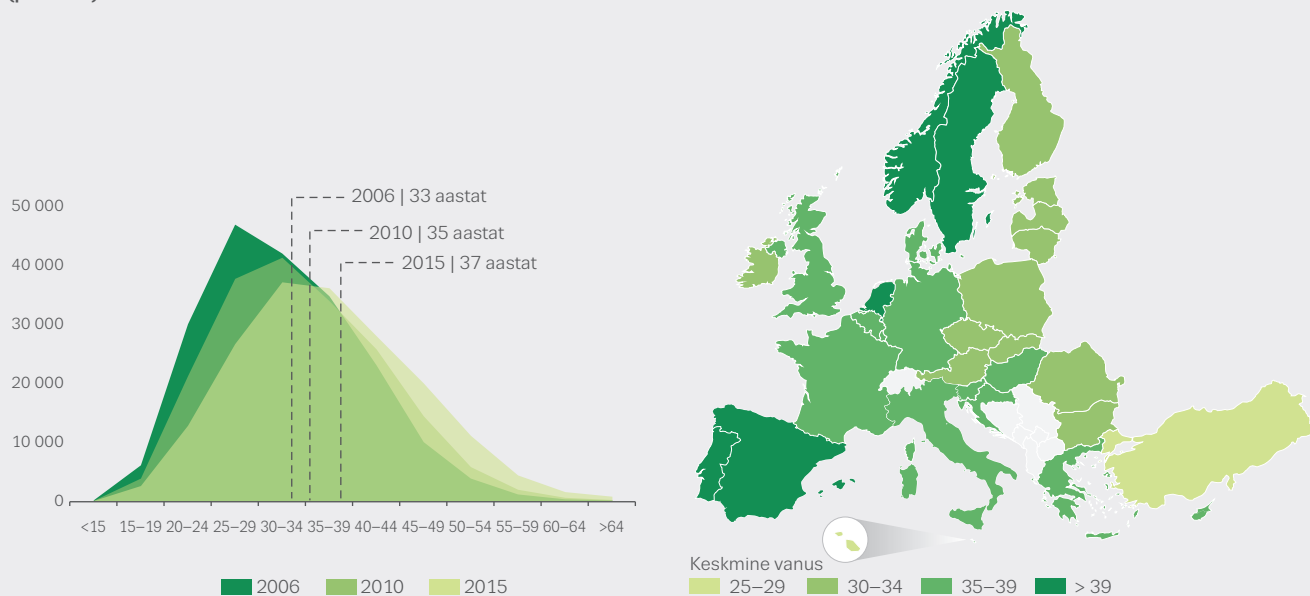 2006 | 33 aastat
2010 | 35 aastat
2015 | 37 aastat
50 000
40 000
30 000
20 000
10 000
0
<15 15–19 20–24 25–29 30–34 35–39 40–44 45–49 50–54 55–59 60–64 >64
2006 2010 2015
Keskmine vanus
25–29 30–34 35–39 > 39